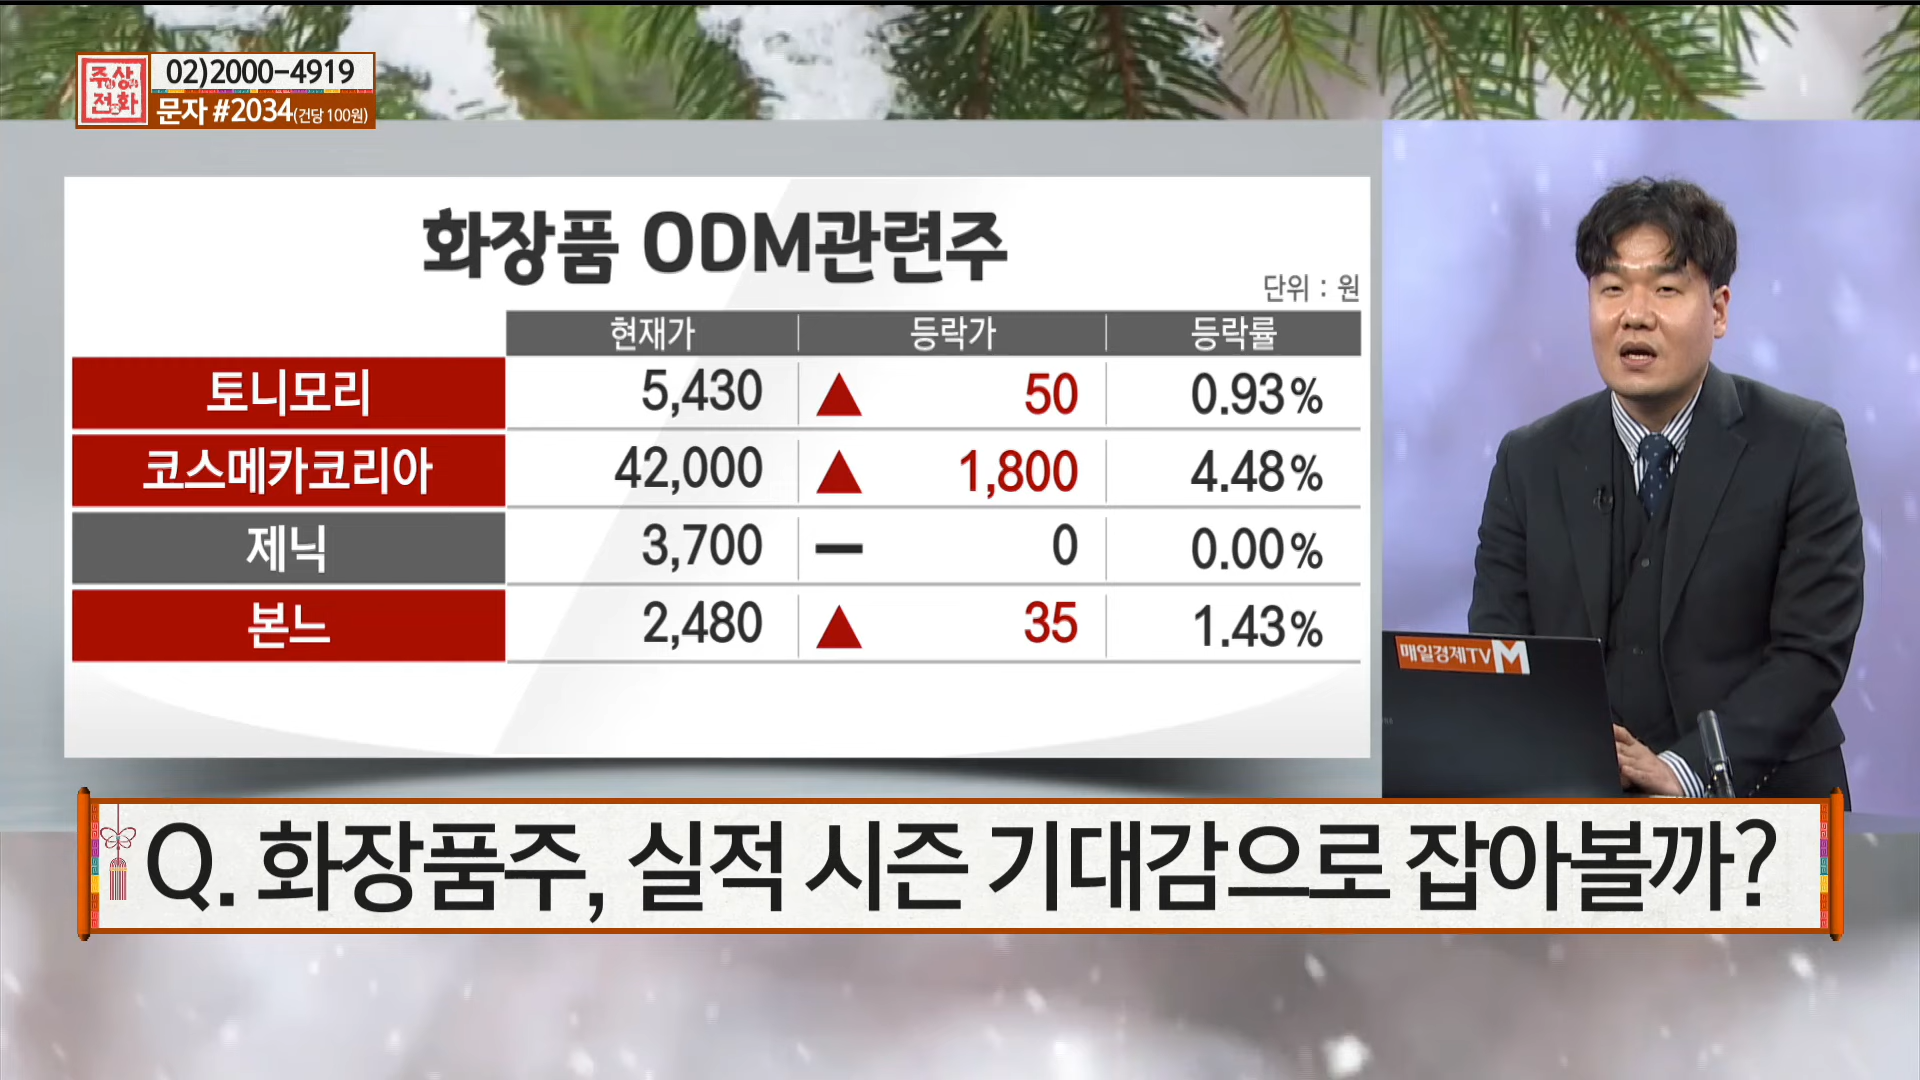 주상전화
02)2000-4919
문자 #2034(건당 100원)
화장품 ODM관련주
단위 : 원
현재가 등락가 등락률
토니모리 5,430 ▲ 50 0.93%
코스메카코리아 42,000 ▲ 1,800 4.48%
제닉 3,700 — 0 0.00%
본느 2,480 ▲ 35 1.43%
매일경제TV M
Q. 화장품주, 실적 시즌 기대감으로 잡아볼까?